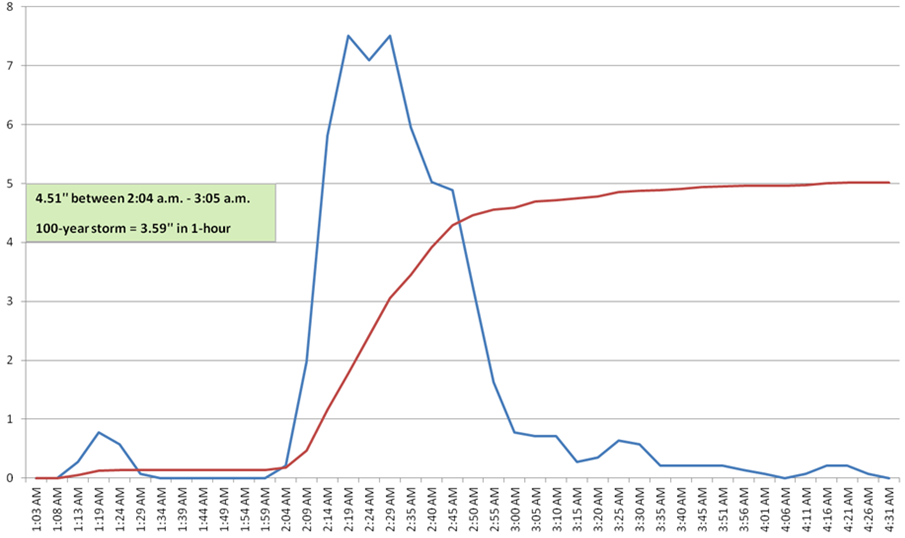 8
7
6
5
4
3
2
1
0
4.51" between 2:04 a.m. - 3:05 a.m.
100-year storm = 3.59" in 1-hour
1:03 AM
1:08 AM
1:13 AM
1:19 AM
1:24 AM
1:29 AM
1:34 AM
1:39 AM
1:44 AM
1:49 AM
1:54 AM
1:59 AM
2:04 AM
2:09 AM
2:14 AM
2:19 AM
2:24 AM
2:29 AM
2:35 AM
2:40 AM
2:45 AM
2:50 AM
2:55 AM
3:00 AM
3:05 AM
3:10 AM
3:15 AM
3:20 AM
3:25 AM
3:30 AM
3:35 AM
3:40 AM
3:45 AM
3:51 AM
3:56 AM
4:01 AM
4:06 AM
4:11 AM
4:16 AM
4:21 AM
4:26 AM
4:31 AM